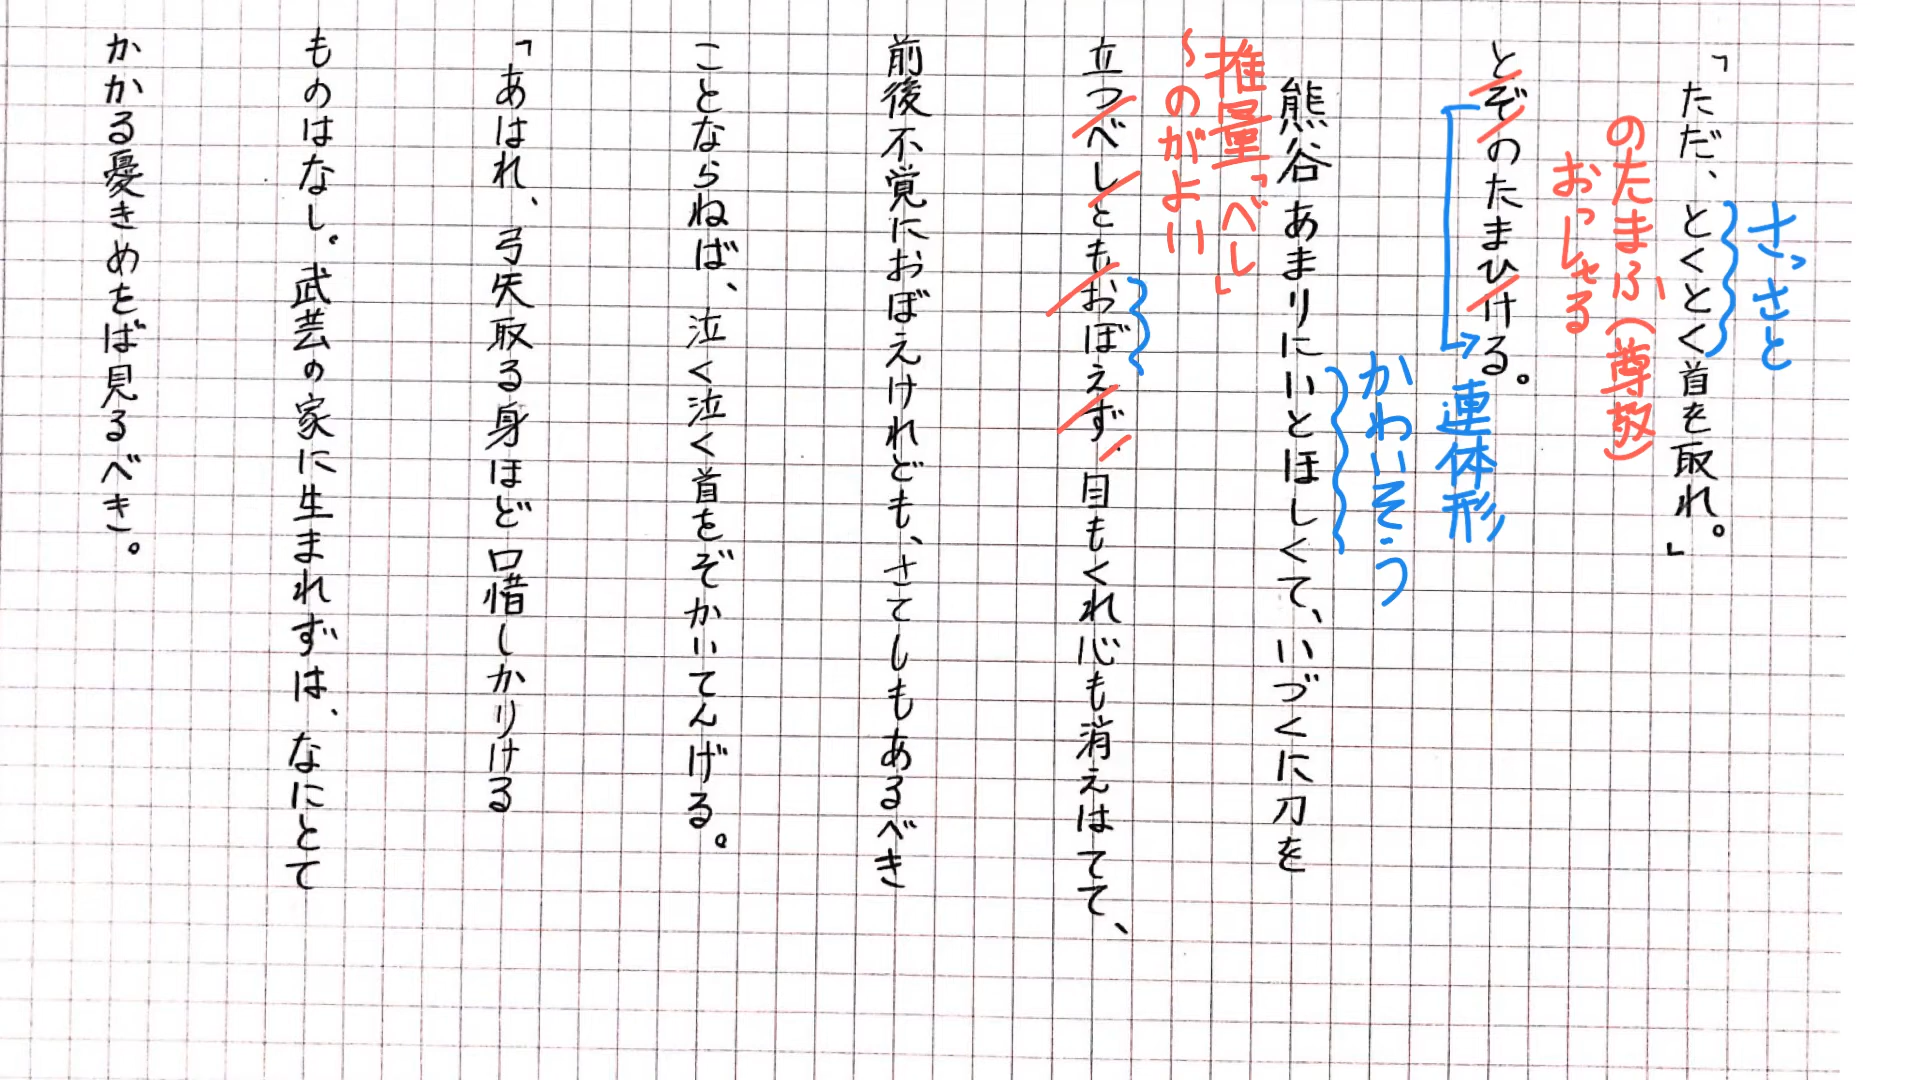 さっさと
「ただ、とくとく首を取れ。」
のたまふ(尊敬)
おっしゃる
とぞのたまひける。
連体形
かわいそう
熊谷あまりにいとほしくて、いづくに刀を
推量「べし」
〜のがよい
立つべしともおぼえず、目もくれ心も消えはてて、
前後不覚におぼえけれども、さてしもあるべき
ことならねば、泣く泣く首をぞかいてんげる。
「あはれ、弓矢取る身ほど口惜しかりける
ものはなし。武芸の家に生まれずは、なにとて
かかる憂きめをば見るべき。